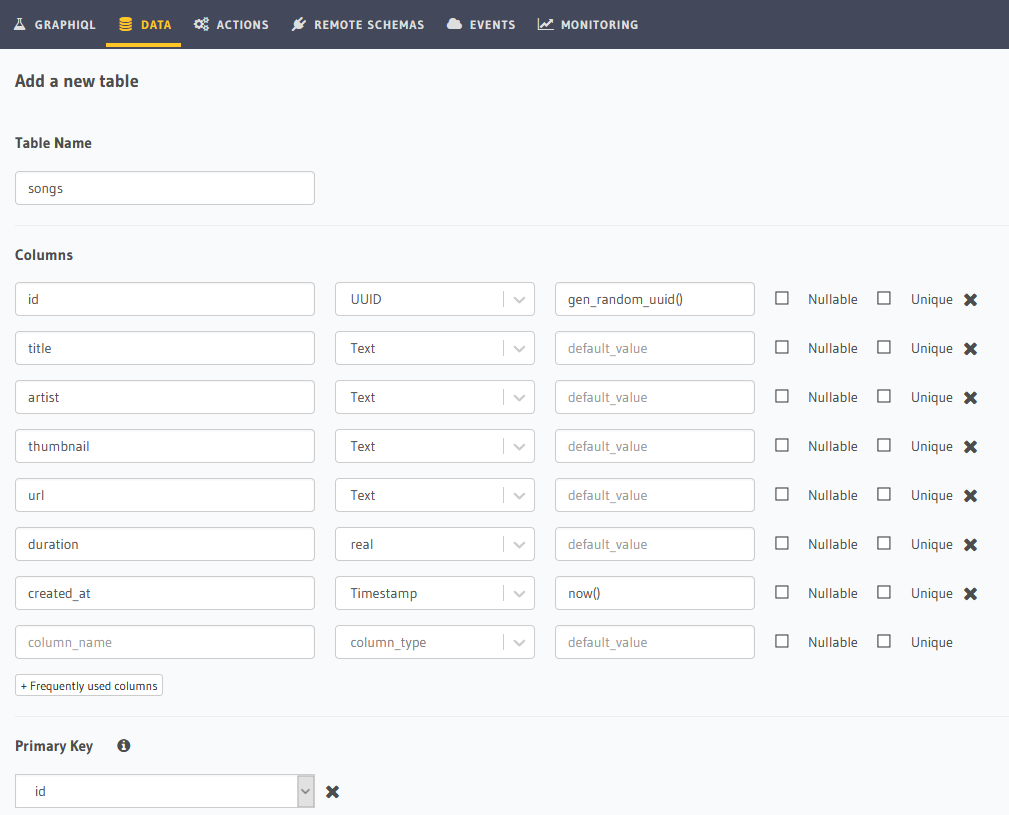 GRAPHIQL DATA ACTIONS REMOTE SCHEMAS EVENTS MONITORING
Add a new table
Table Name
songs
Columns
id UUID gen_random_uuid() Nullable Unique
title Text default_value Nullable Unique
artist Text default_value Nullable Unique
thumbnail Text default_value Nullable Unique
url Text default_value Nullable Unique
duration real default_value Nullable Unique
created_at Timestamp now() Nullable Unique
column_name column_type default_value Nullable Unique
+ Frequently used columns
Primary Key
id